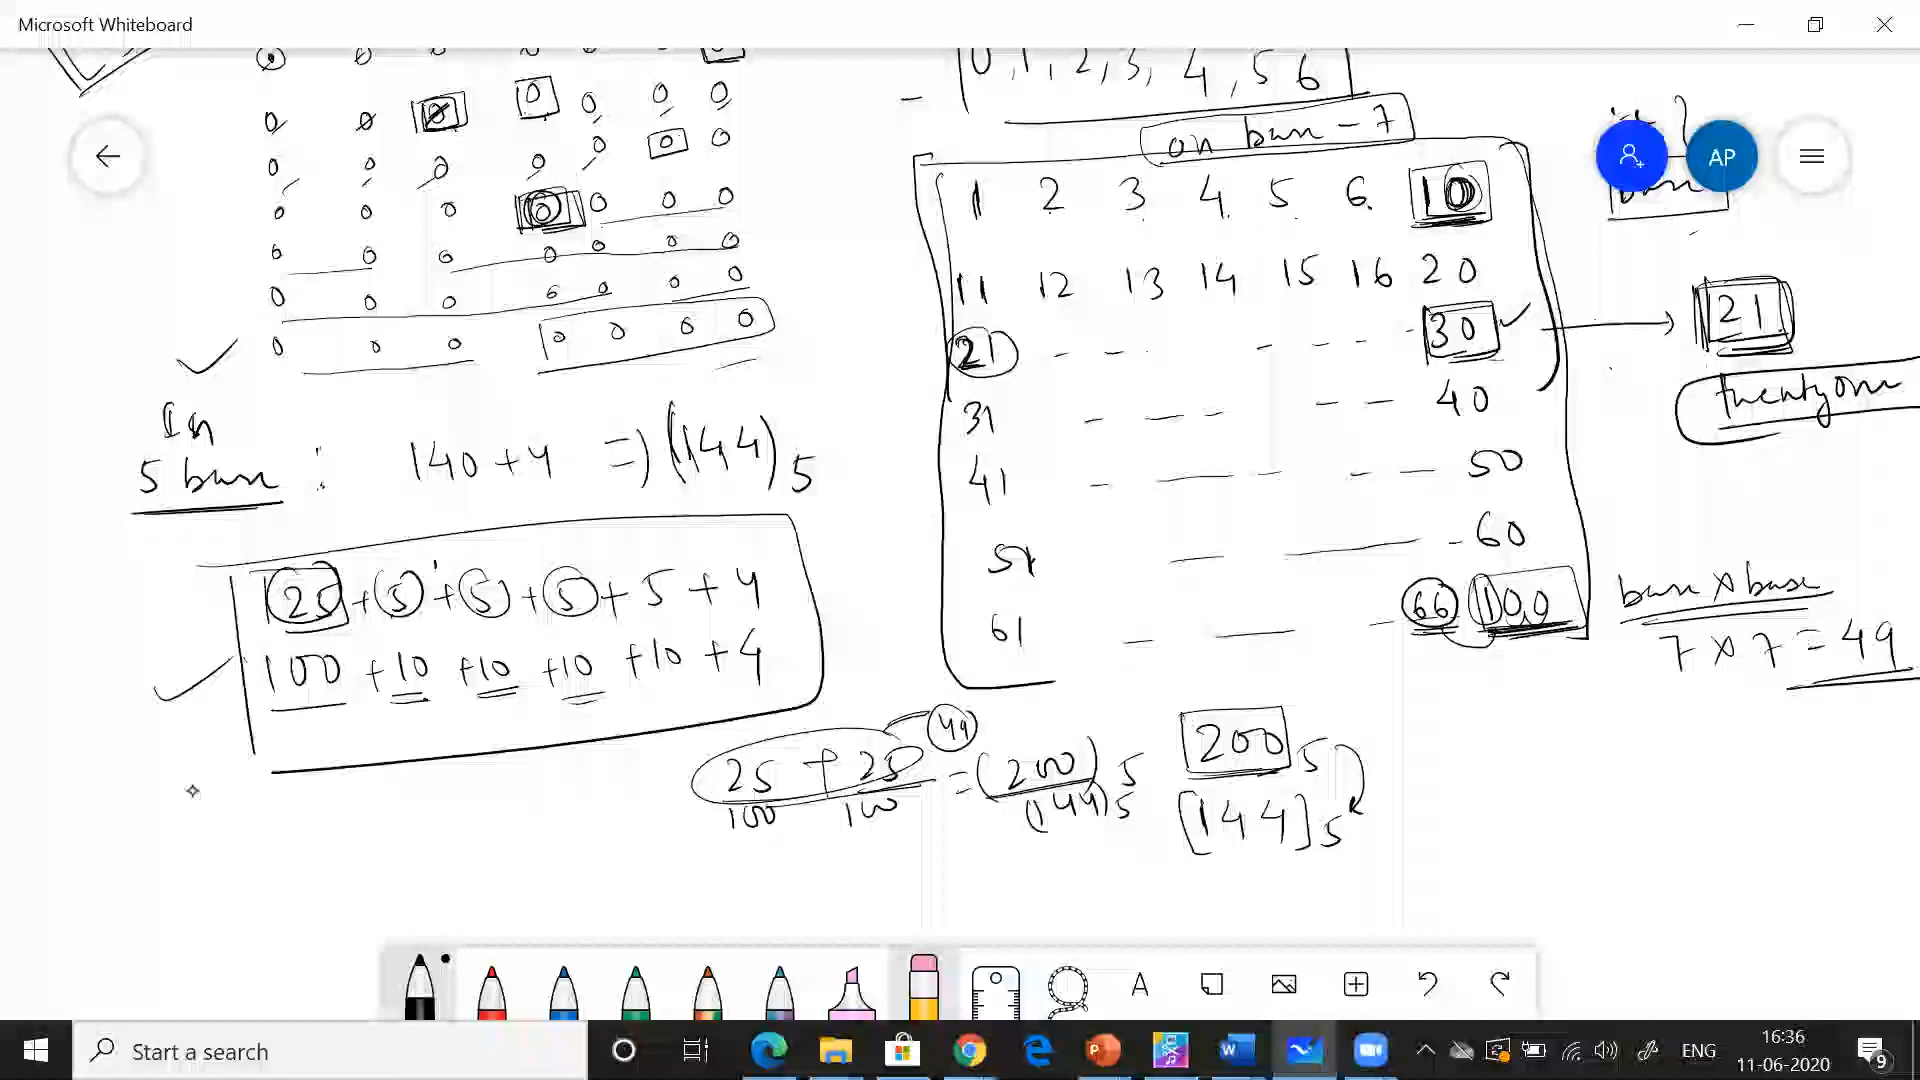 Microsoft Whiteboard
0, 1, 2, 3, 4, 5 6
on base - 7
AP
base
1 2 3 4 5 6 10
11 12 13 14 15 16 20
21 - - - - - - - 30
21
31 - - - - - 40
twenty one
41 - - - - - 50
51 - - - 60
61 - - - 66 100
base x base
7 x 7 = 49
In
5 base : 140 + 4 => (144)5
25 + 5 + 5 + 5 + 5 + 4
100 + 10 + 10 + 10 + 10 + 4
49
25 + 25 = (200)5
100 100 (144)5
200 5
[144]5
A
Start a search
ENG
16:36
11-06-2020
9